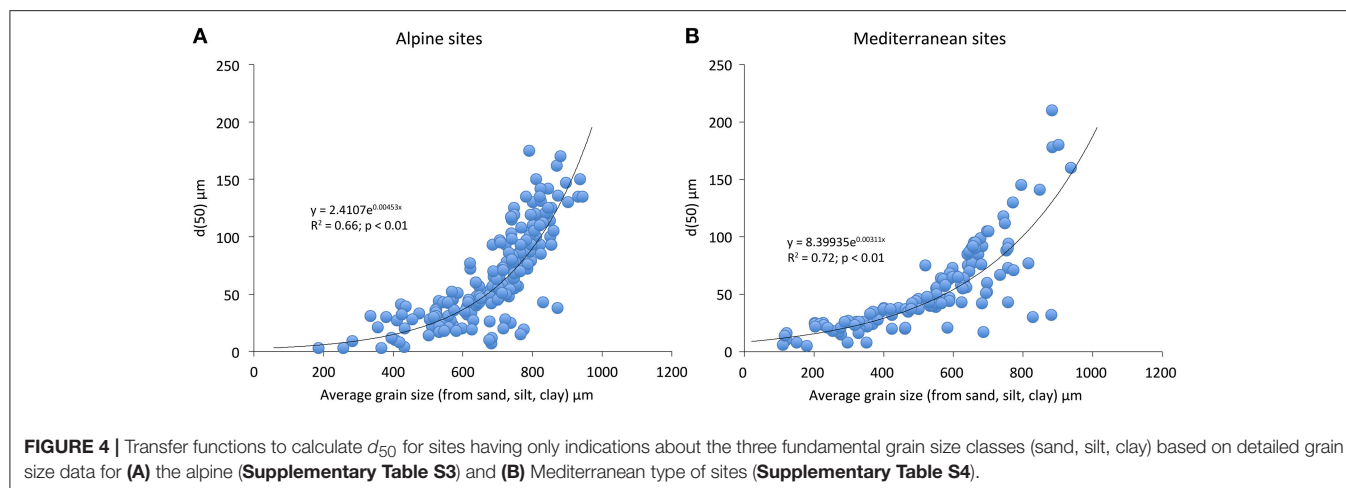 A
Alpine sites
d(50) µm
250
200
150
100
50
0
y = 2.4107e^0.00453x
R² = 0.66; p < 0.01
0 200 400 600 800 1000 1200
Average grain size (from sand, silt, clay) µm
B
Mediterranean sites
d(50) µm
250
200
150
100
50
0
y = 8.39935e^0.00311x
R² = 0.72; p < 0.01
0 200 400 600 800 1000 1200
Average grain size (from sand, silt, clay) µm
FIGURE 4 | Transfer functions to calculate d50 for sites having only indications about the three fundamental grain size classes (sand, silt, clay) based on detailed grain
size data for (A) the alpine (Supplementary Table S3) and (B) Mediterranean type of sites (Supplementary Table S4).